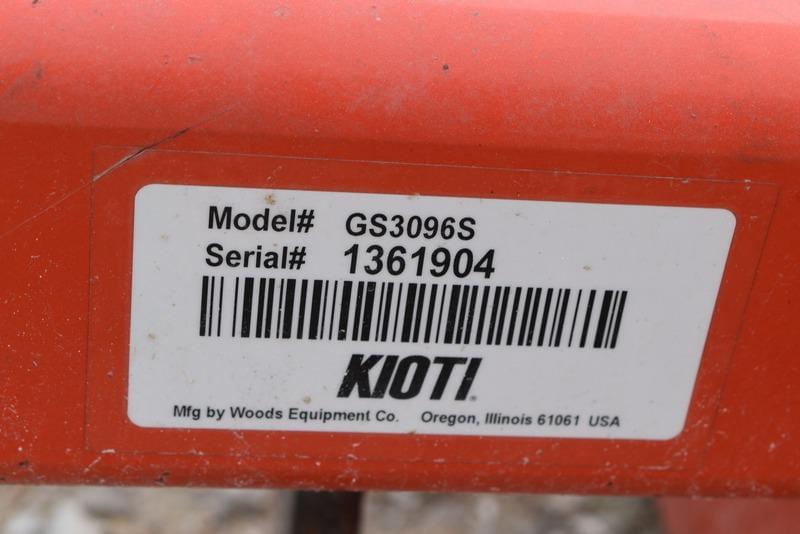 Model# GS3096S
Serial# 1361904
KIOTI®
Mfg by Woods Equipment Co. Oregon, Illinois 61061 USA